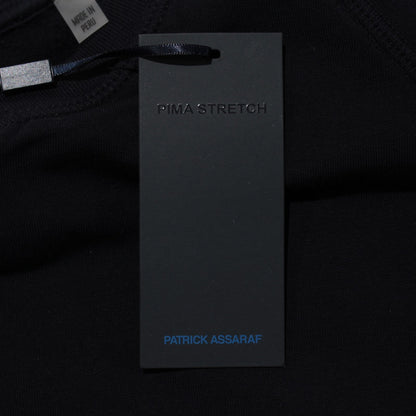 MADE IN
PERU
PIMA STRETCH
PATRICK ASSARAF